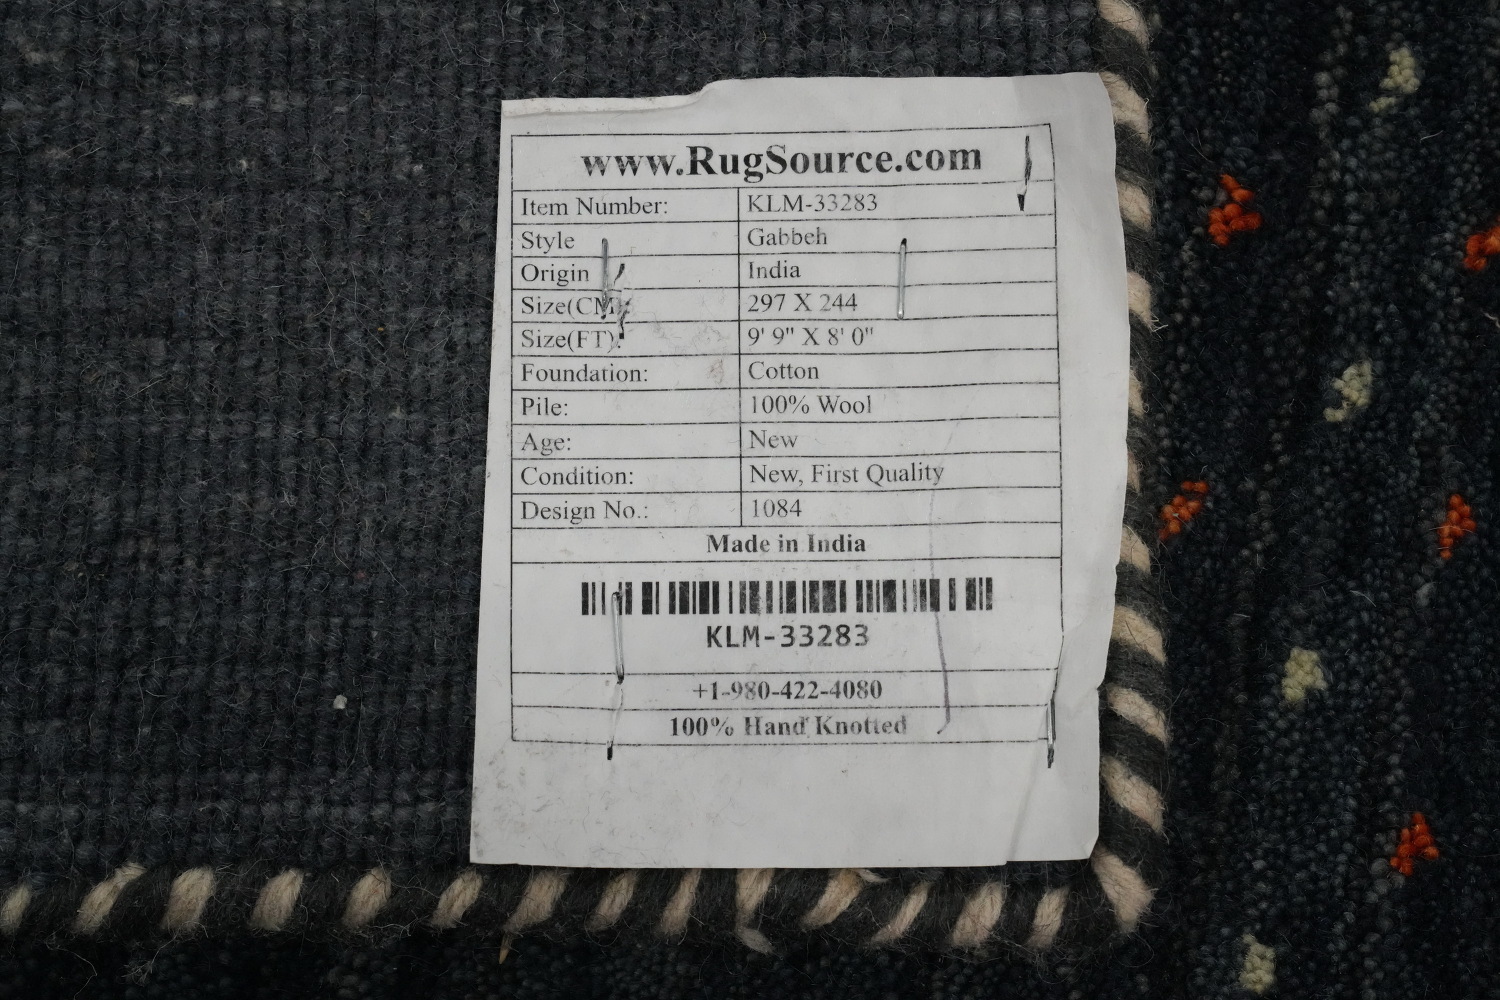 www.RugSource.com
Item Number: KLM-33283
Style Gabbeh
Origin India
Size(CM): 297 X 244
Size(FT): 9' 9" X 8' 0"
Foundation: Cotton
Pile: 100% Wool
Age: New
Condition: New, First Quality
Design No.: 1084
Made in India
KLM-33283
+1-980-422-4080
100% Hand Knotted